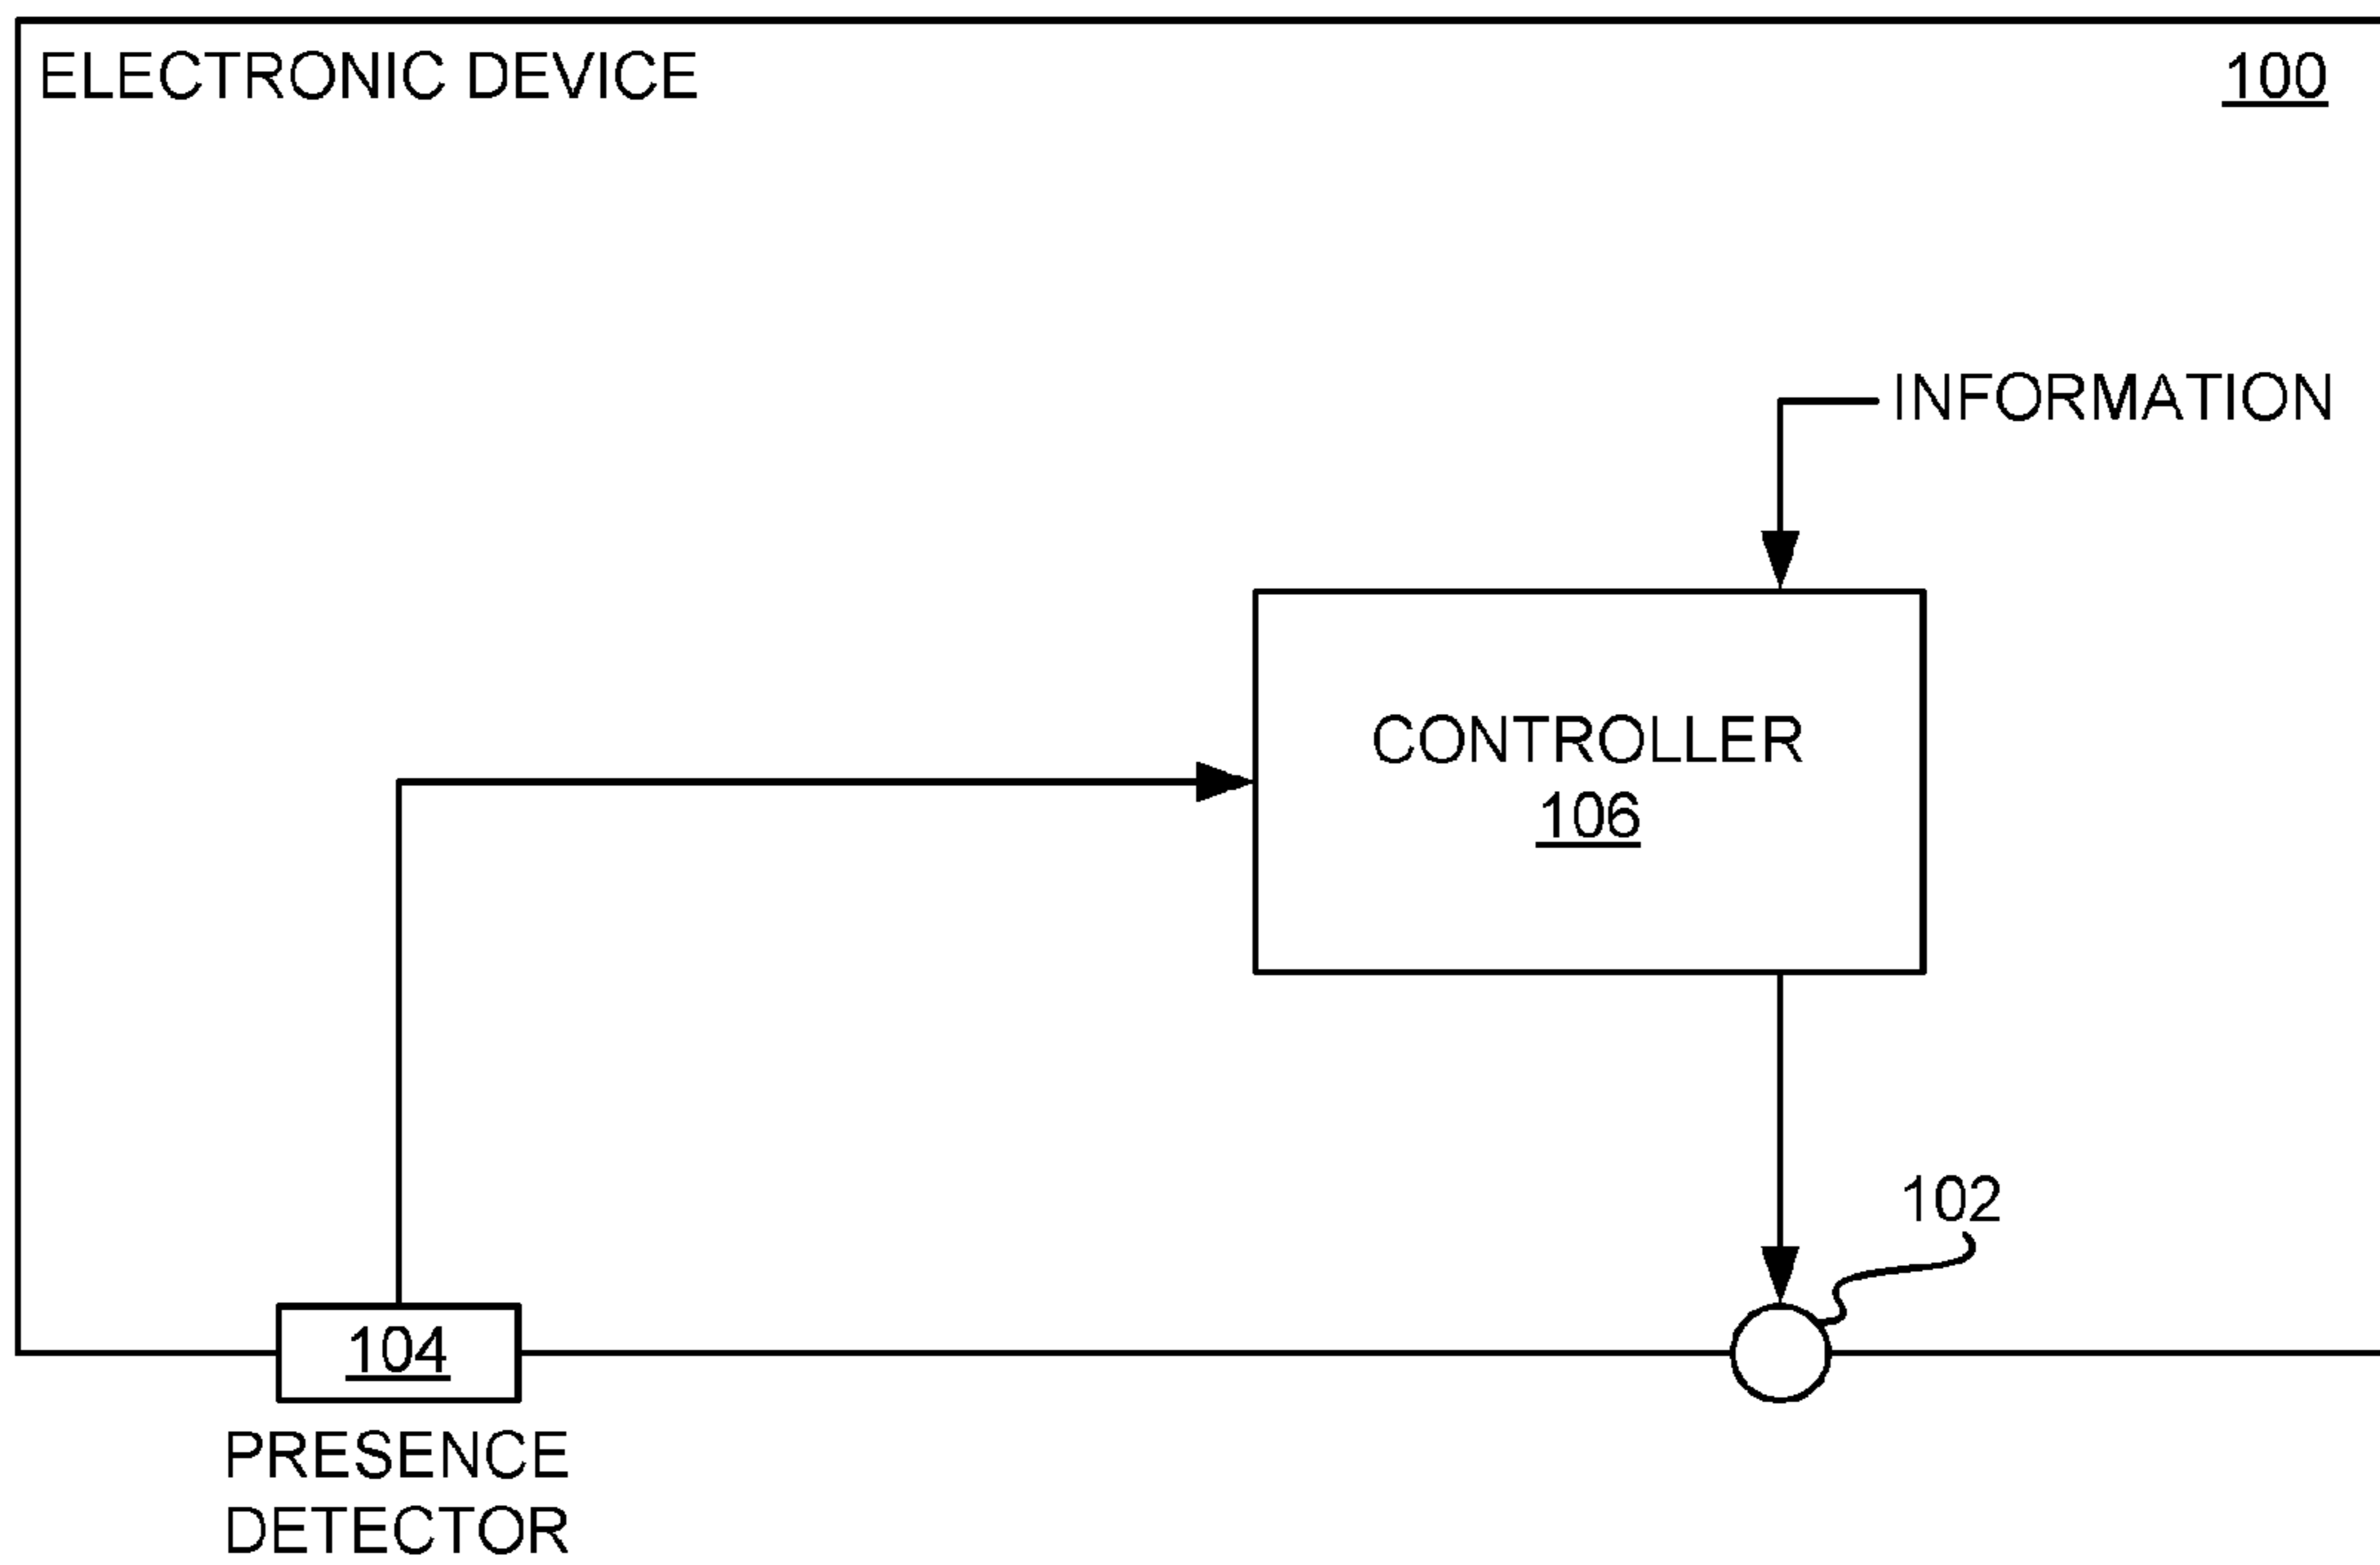 ELECTRONIC DEVICE
100
INFORMATION
CONTROLLER
106
102
104
PRESENCE
DETECTOR